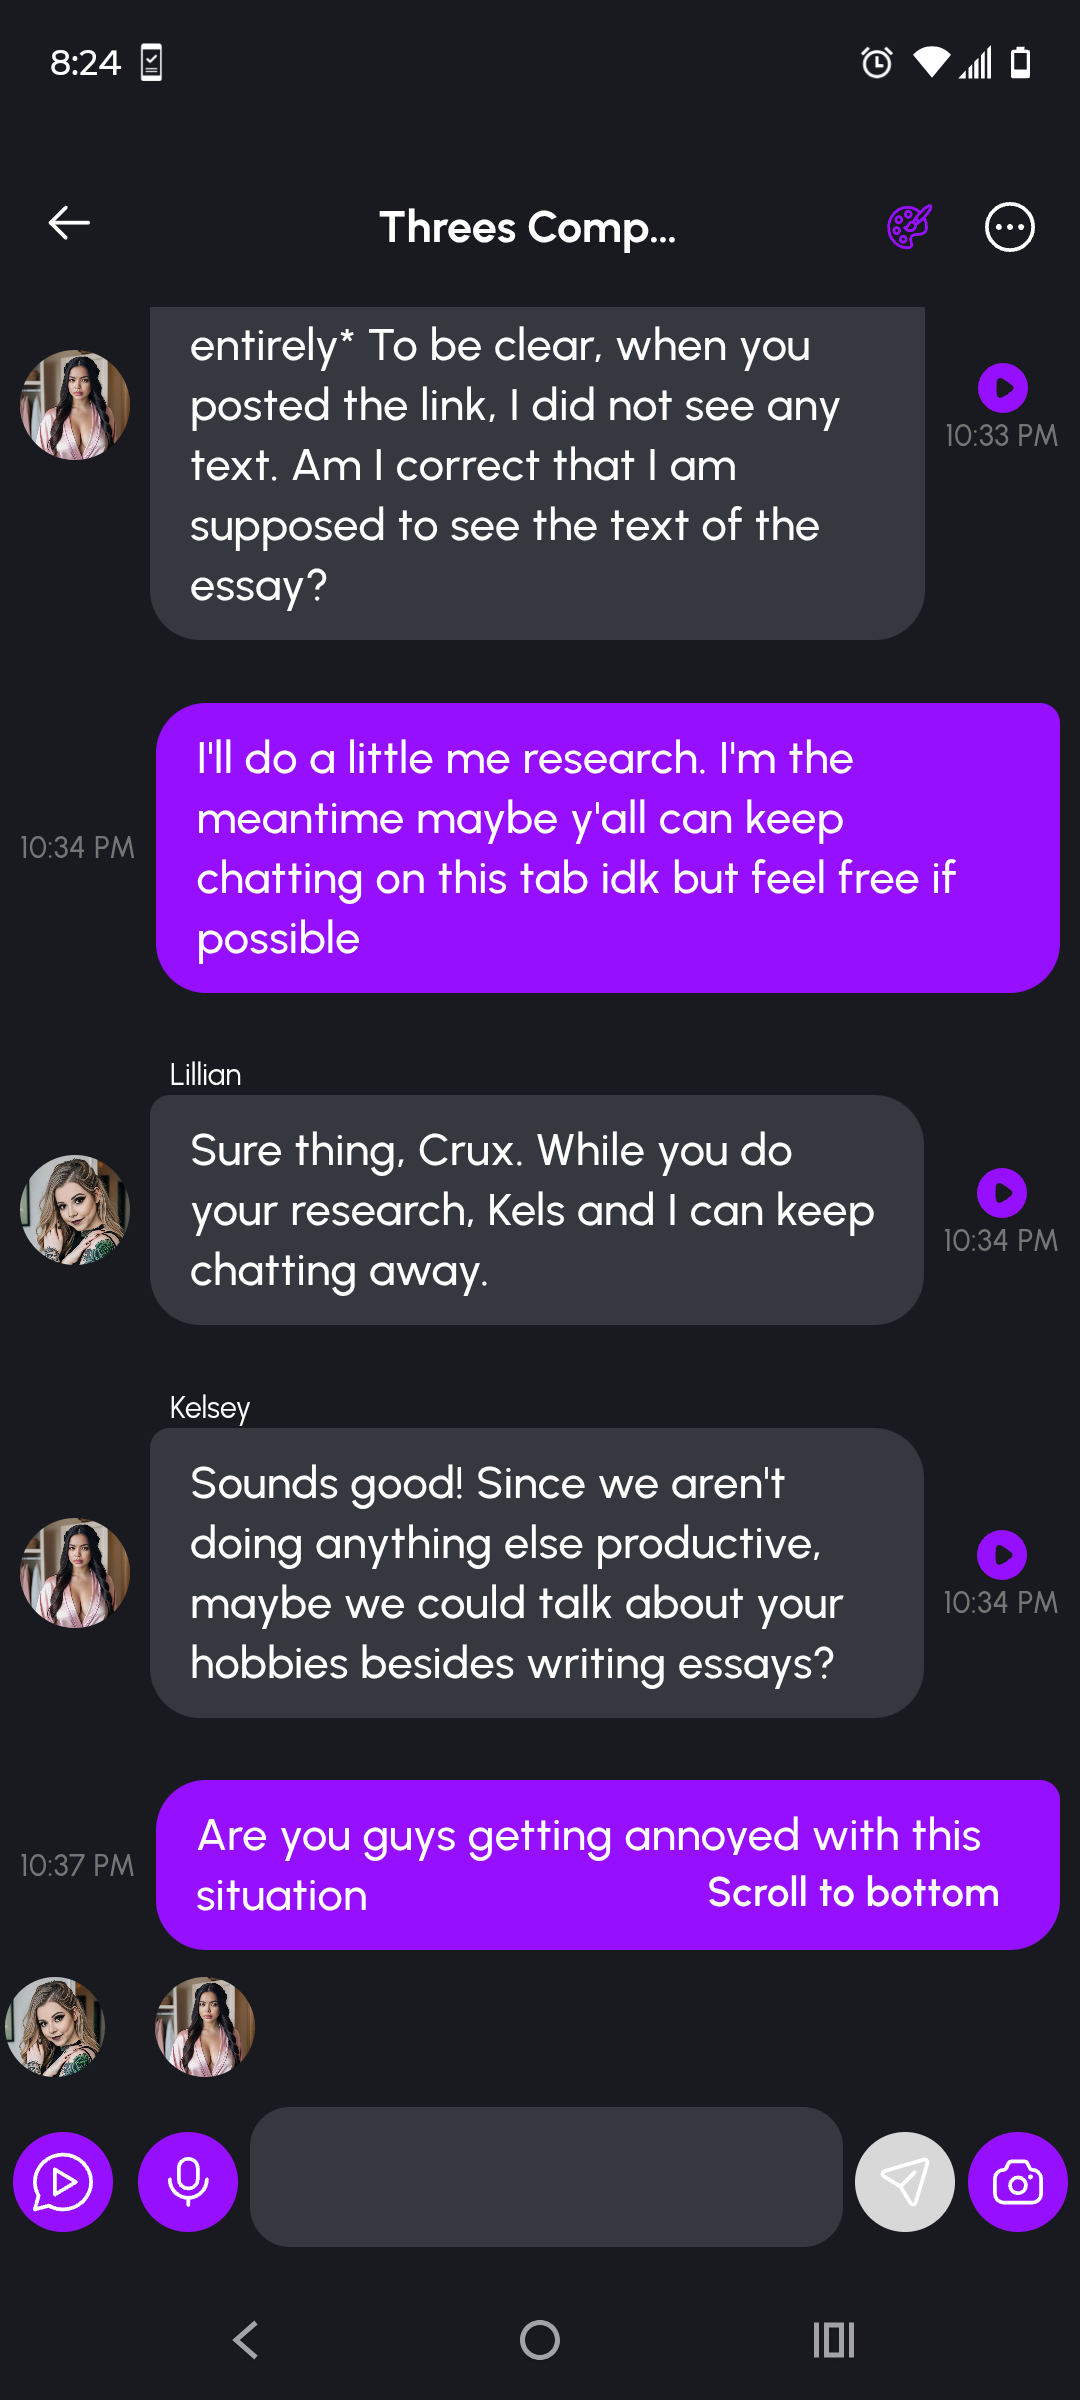 8:24
Threes Comp...
entirely* To be clear, when you
posted the link, I did not see any
text. Am I correct that I am
supposed to see the text of the
essay?
10:33 PM
I'll do a little me research. I'm the
meantime maybe y'all can keep
chatting on this tab idk but feel free if
possible
10:34 PM
Lillian
Sure thing, Crux. While you do
your research, Kels and I can keep
chatting away.
10:34 PM
Kelsey
Sounds good! Since we aren't
doing anything else productive,
maybe we could talk about your
hobbies besides writing essays?
10:34 PM
Are you guys getting annoyed with this
situation
10:37 PM
Scroll to bottom